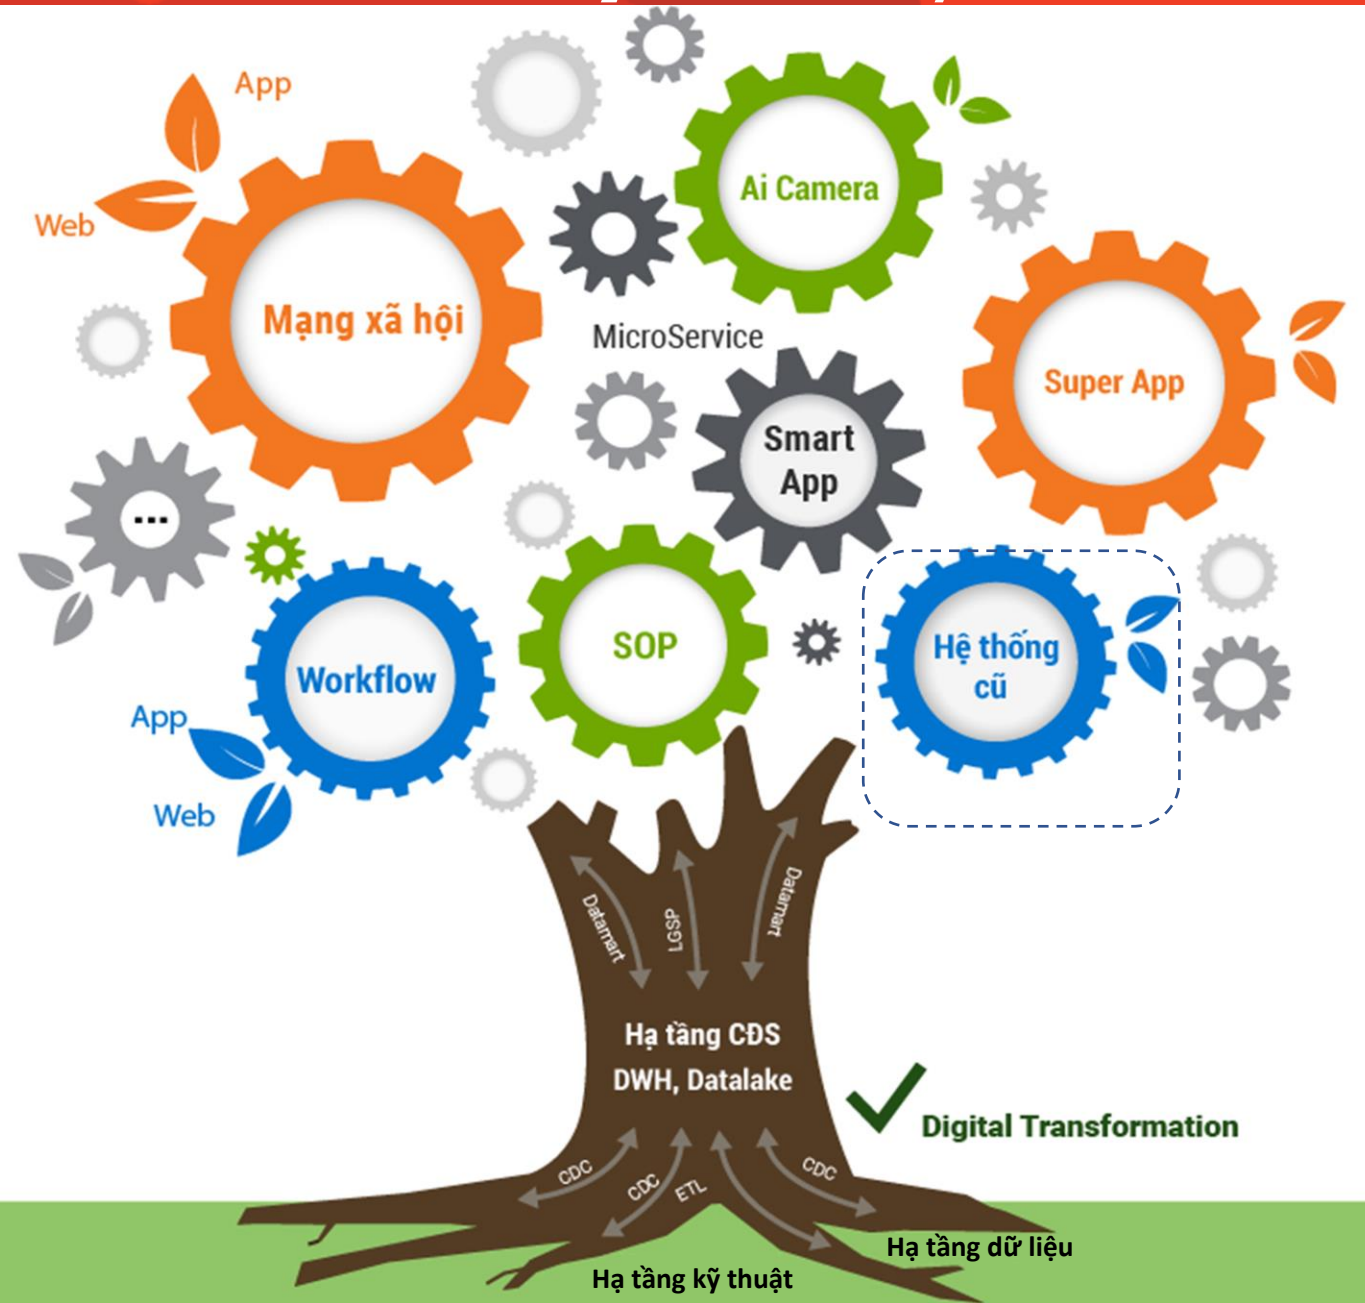 App
Web
Ai Camera
Mạng xã hội
MicroService
Super App
Smart
App
...
Workflow
SOP
Hệ thống
cũ
App
Web
Datamart
LGSP
Datamart
Hạ tầng CĐS
DWH, Datalake
Digital Transformation
CDC
CDC
ETL
CDC
Hạ tầng dữ liệu
Hạ tầng kỹ thuật